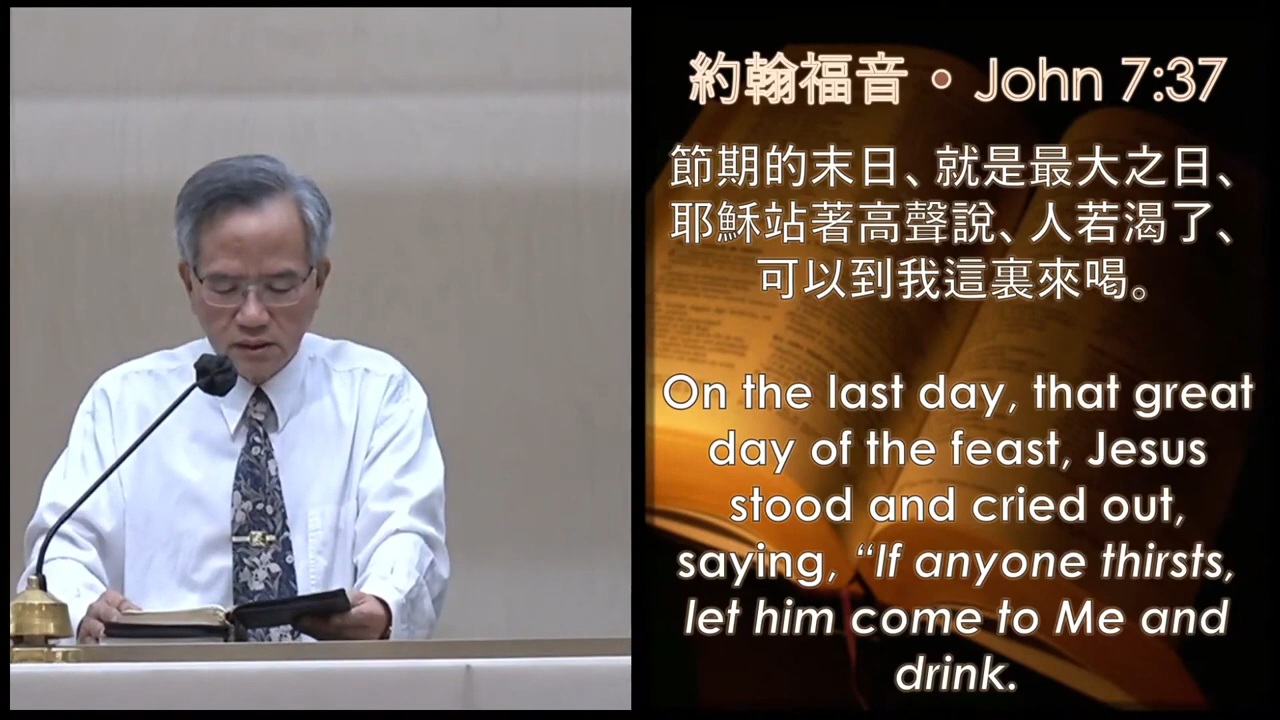 約翰福音 • John 7:37
節期的末日、就是最大之日、
耶穌站著高聲說、人若渴了、
可以到我這裏來喝。
On the last day, that great
day of the feast, Jesus
stood and cried out,
saying, “If anyone thirsts,
let him come to Me and
drink.